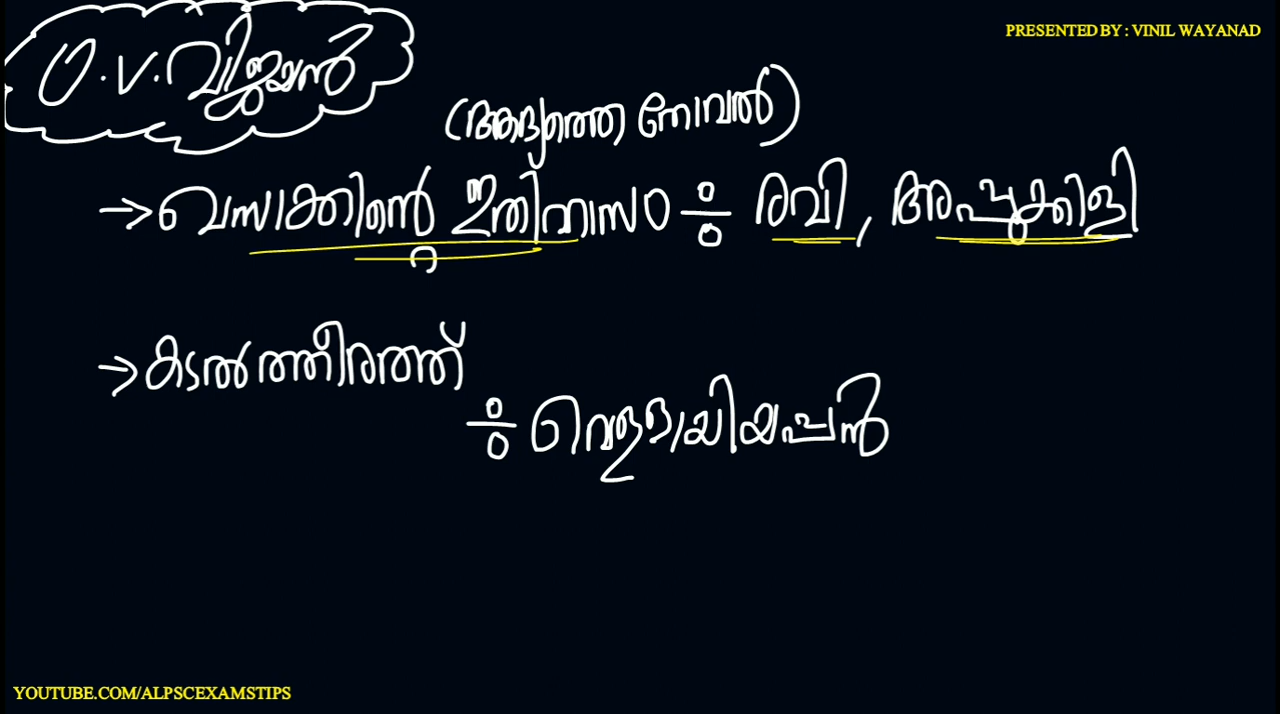 PRESENTED BY : VINIL WAYANAD
O.V.വിജയൻ
(ആദ്യത്തെ നോവൽ)
→ഖസാക്കിന്റെ ഇതിഹാസം ÷ രവി, അപ്പുക്കിളി
→കടൽത്തീരത്ത്
÷ വെള്ളായിയപ്പൻ
YOUTUBE.COM/ALPSCEXAMSTIPS